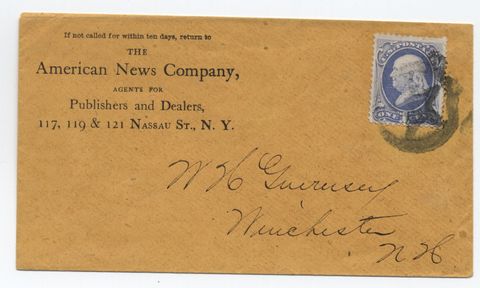 If not called for within ten days, return to
THE
American News Company,
AGENTS FOR
Publishers and Dealers,
117, 119 & 121 NASSAU ST., N. Y.
U.S. POSTAGE
ONE
W H Guernsey
Winchester
N H